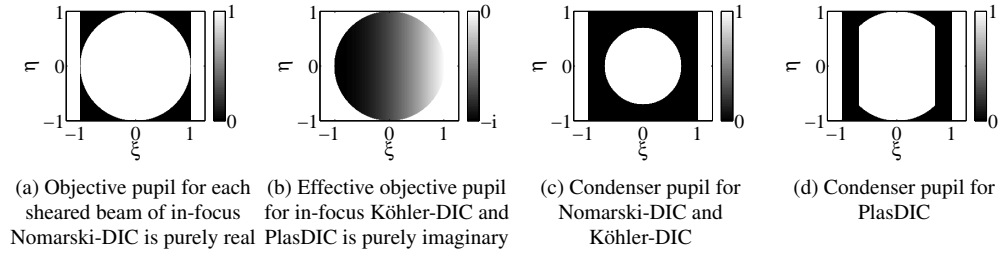 1
η 0
−1
−1 0 1
ξ
1
0
(a) Objective pupil for each
sheared beam of in-focus
Nomarski-DIC is purely real
1
η 0
−1
−1 0 1
ξ
−0
−i
(b) Effective objective pupil
for in-focus Köhler-DIC and
PlasDIC is purely imaginary
1
η 0
−1
−1 0 1
ξ
1
0
(c) Condenser pupil for
Nomarski-DIC and
Köhler-DIC
1
η 0
−1
−1 0 1
ξ
1
0
(d) Condenser pupil for
PlasDIC